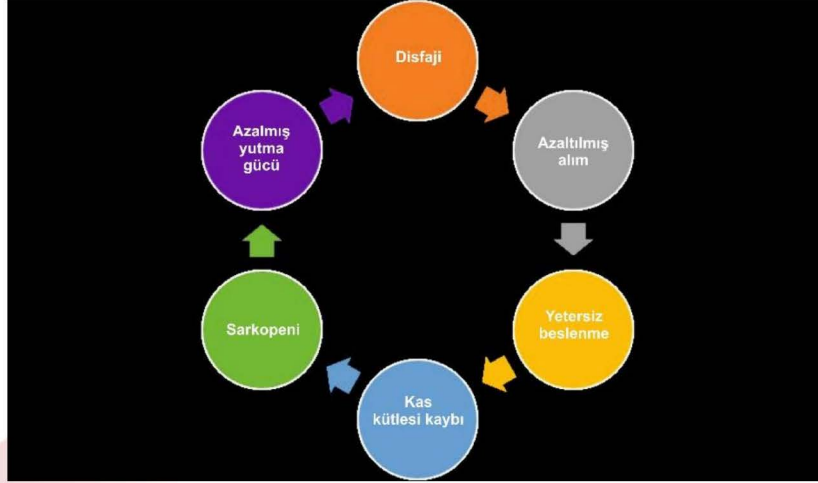 Disfaji
Azaltılmış
alım
Yetersiz
beslenme
Kas
kütlesi kaybı
Sarkopeni
Azalmış
yutma
gücü